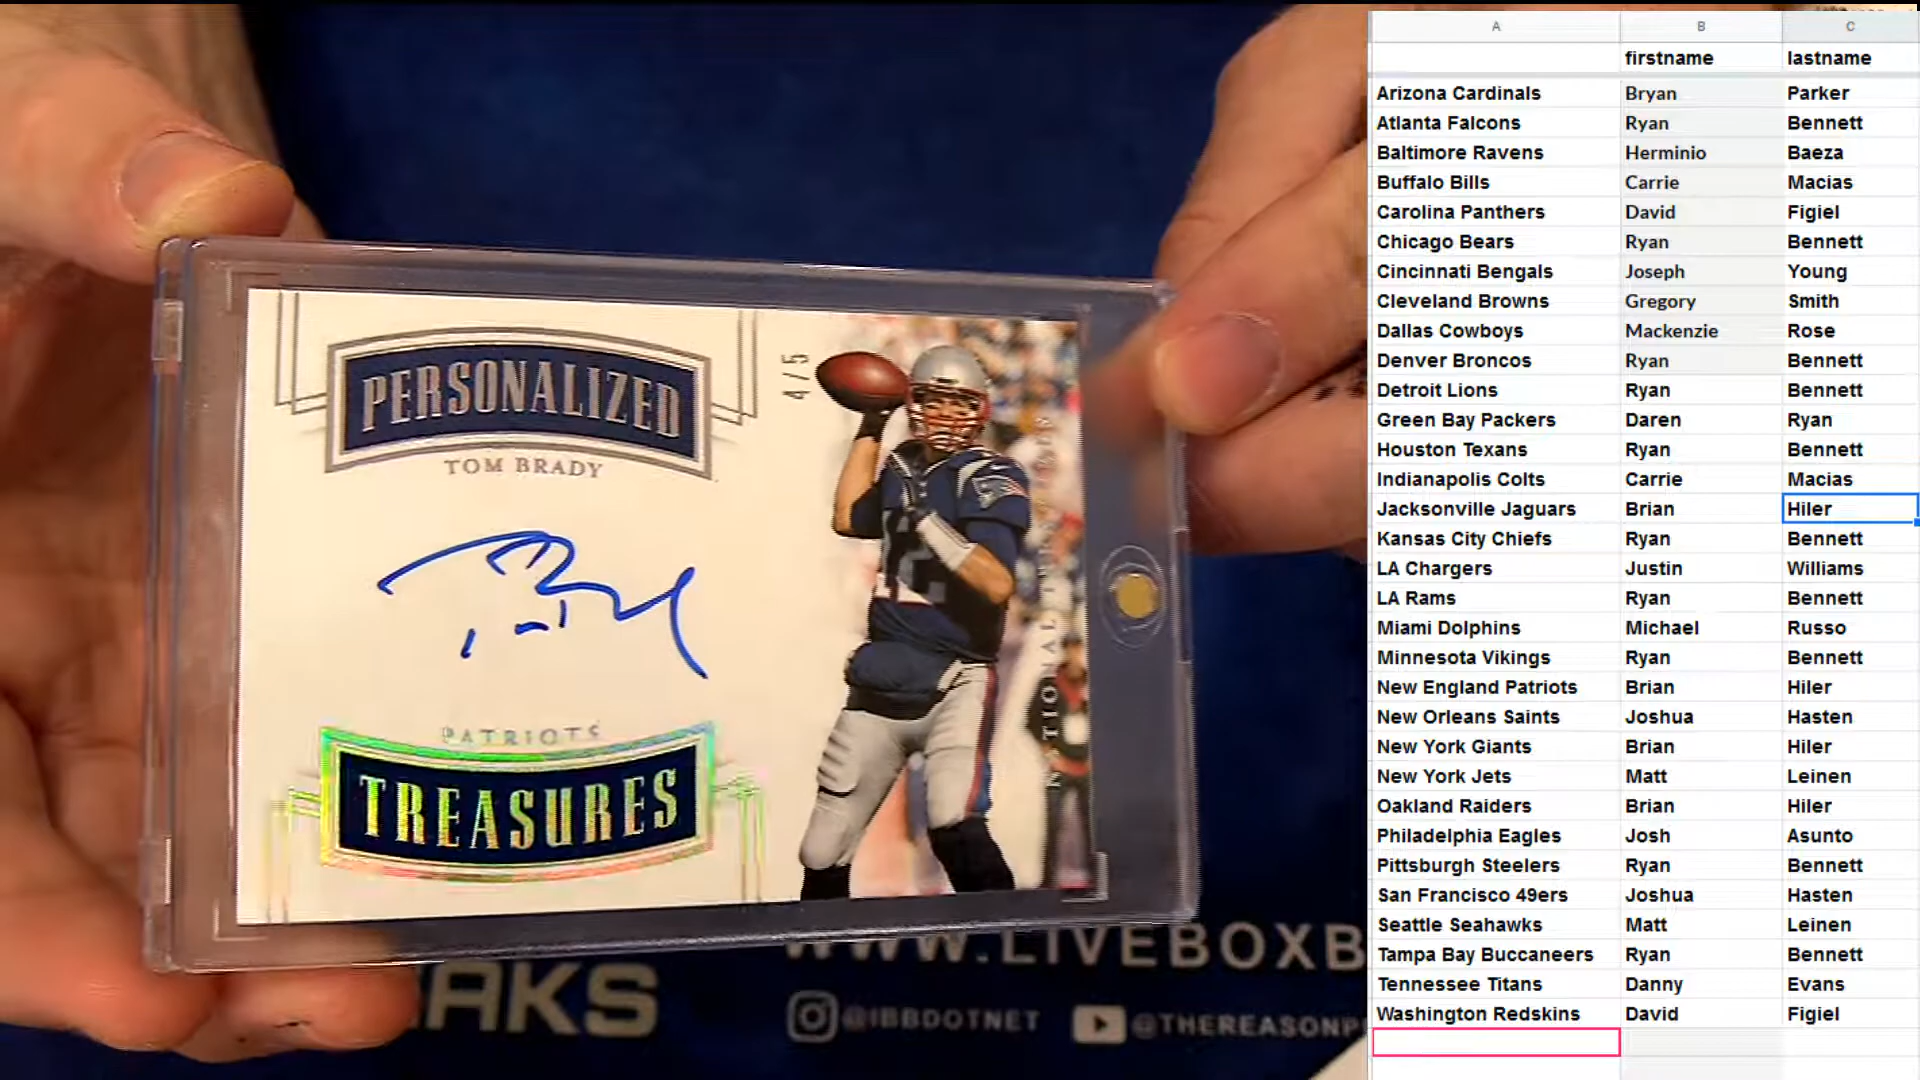 PERSONALIZED
TOM BRADY
4/5
PATRIOTS
TREASURES
12
WWW.LIVEBOXB
@IBBDOTNET
A B C
firstname lastname
Arizona Cardinals Bryan Parker
Atlanta Falcons Ryan Bennett
Baltimore Ravens Herminio Baeza
Buffalo Bills Carrie Macias
Carolina Panthers David Figiel
Chicago Bears Ryan Bennett
Cincinnati Bengals Joseph Young
Cleveland Browns Gregory Smith
Dallas Cowboys Mackenzie Rose
Denver Broncos Ryan Bennett
Detroit Lions Ryan Bennett
Green Bay Packers Daren Ryan
Houston Texans Ryan Bennett
Indianapolis Colts Carrie Macias
Jacksonville Jaguars Brian Hiler
Kansas City Chiefs Ryan Bennett
LA Chargers Justin Williams
LA Rams Ryan Bennett
Miami Dolphins Michael Russo
Minnesota Vikings Ryan Bennett
New England Patriots Brian Hiler
New Orleans Saints Joshua Hasten
New York Giants Brian Hiler
New York Jets Matt Leinen
Oakland Raiders Brian Hiler
Philadelphia Eagles Josh Asunto
Pittsburgh Steelers Ryan Bennett
San Francisco 49ers Joshua Hasten
Seattle Seahawks Matt Leinen
Tampa Bay Buccaneers Ryan Bennett
Tennessee Titans Danny Evans
Washington Redskins David Figiel